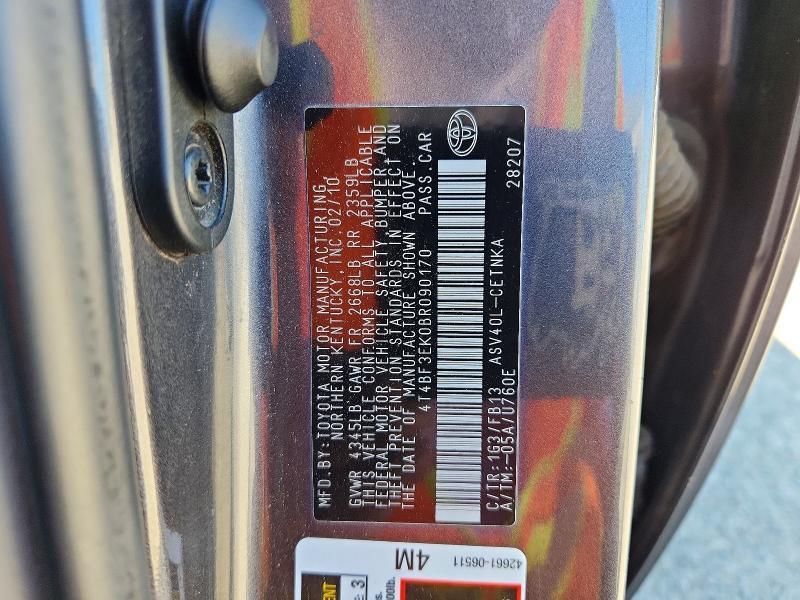 MFD. BY: TOYOTA MOTOR MANUFACTURING,
NORTHERN KENTUCKY, INC. 02/10
GVWR 4345LB GAWR FR 2668LB RR 2359LB
THIS VEHICLE CONFORMS TO ALL APPLICABLE
FEDERAL MOTOR VEHICLE SAFETY, BUMPER AND
THEFT PREVENTION STANDARDS IN EFFECT ON
THE DATE OF MANUFACTURE SHOWN ABOVE.
4T4BF3EK0BR090170 PASS. CAR
C/TR: 1G3/FB13 ASV40L-CETNKA
A/TM: -05A/U760E 28207
4M
42661-06511